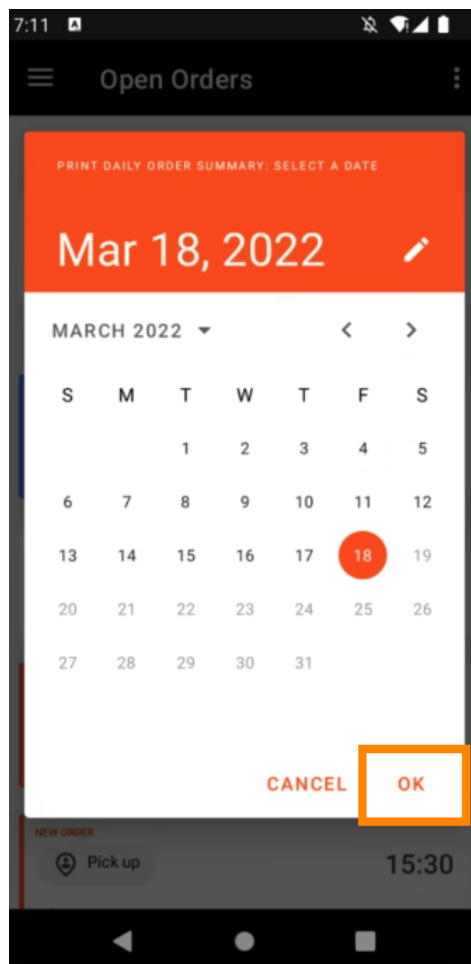 7:11
Open Orders
PRINT DAILY ORDER SUMMARY: SELECT A DATE
Mar 18, 2022
MARCH 2022
S M T W T F S
1 2 3 4 5
6 7 8 9 10 11 12
13 14 15 16 17 18 19
20 21 22 23 24 25 26
27 28 29 30 31
CANCEL OK
NEW ORDER
Pick up 15:30